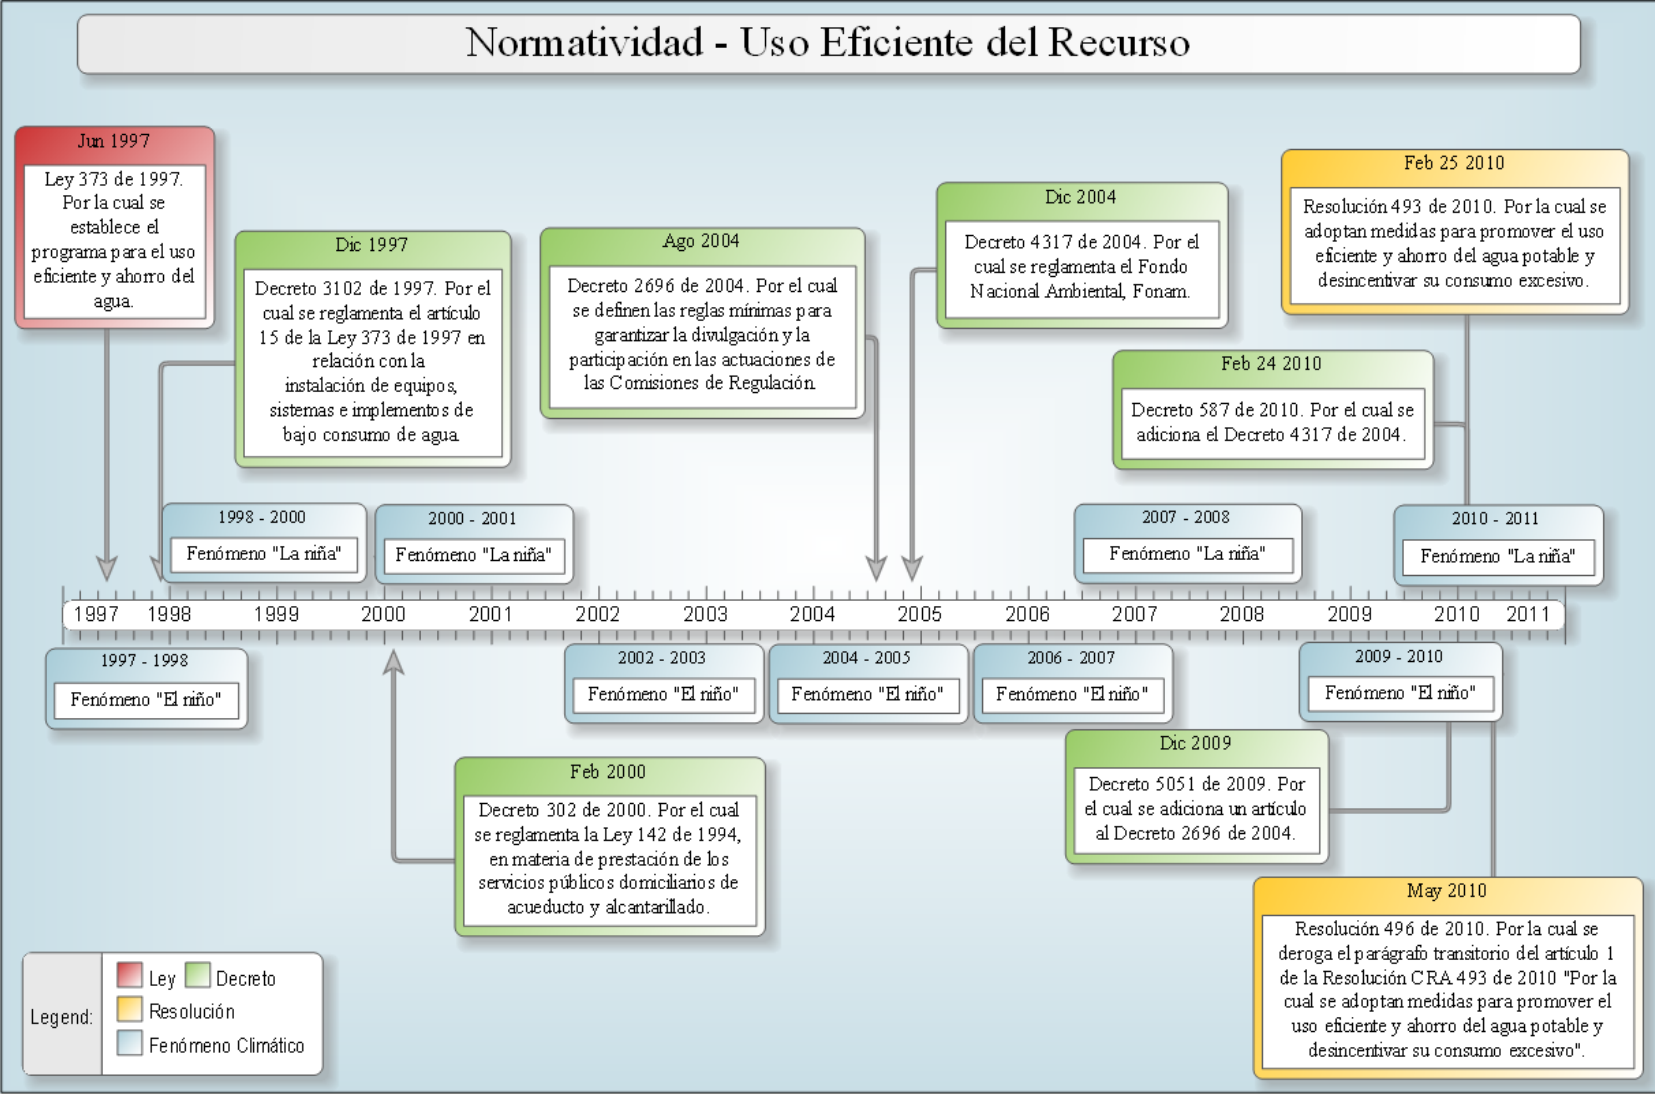 Normatividad - Uso Eficiente del Recurso
Jun 1997
Ley 373 de 1997.
Por la cual se
establece el
programa para el uso
eficiente y ahorro del
agua.
Dic 1997
Decreto 3102 de 1997. Por el
cual se reglamenta el artículo
15 de la Ley 373 de 1997 en
relación con la
instalación de equipos,
sistemas e implementos de
bajo consumo de agua.
Ago 2004
Decreto 2696 de 2004. Por el cual
se definen las reglas mínimas para
garantizar la divulgación y la
participación en las actuaciones de
las Comisiones de Regulación.
Dic 2004
Decreto 4317 de 2004. Por el
cual se reglamenta el Fondo
Nacional Ambiental, Fonam.
Feb 25 2010
Resolución 493 de 2010. Por la cual se
adoptan medidas para promover el uso
eficiente y ahorro del agua potable y
desincentivar su consumo excesivo.
Feb 24 2010
Decreto 587 de 2010. Por el cual se
adiciona el Decreto 4317 de 2004.
1998 - 2000
Fenómeno "La niña"
2000 - 2001
Fenómeno "La niña"
2007 - 2008
Fenómeno "La niña"
2010 - 2011
Fenómeno "La niña"
1997 1998 1999 2000 2001 2002 2003 2004 2005 2006 2007 2008 2009 2010 2011
1997 - 1998
Fenómeno "El niño"
2002 - 2003
Fenómeno "El niño"
2004 - 2005
Fenómeno "El niño"
2006 - 2007
Fenómeno "El niño"
2009 - 2010
Fenómeno "El niño"
Feb 2000
Decreto 302 de 2000. Por el cual
se reglamenta la Ley 142 de 1994,
en materia de prestación de los
servicios públicos domiciliarios de
acueducto y alcantarillado.
Dic 2009
Decreto 5051 de 2009. Por
el cual se adiciona un artículo
al Decreto 2696 de 2004.
May 2010
Resolución 496 de 2010. Por la cual se
deroga el parágrafo transitorio del artículo 1
de la Resolución CRA 493 de 2010 "Por la
cual se adoptan medidas para promover el
uso eficiente y ahorro del agua potable y
desincentivar su consumo excesivo".
Legend:
Ley Decreto
Resolución
Fenómeno Climático